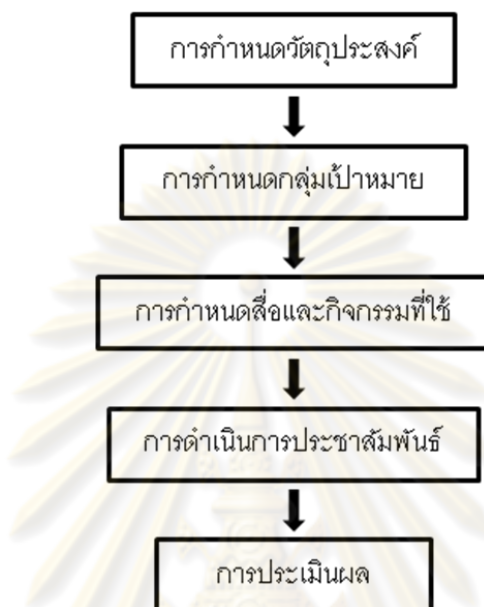 การกำหนดวัตถุประสงค์
การกำหนดกลุ่มเป้าหมาย
การกำหนดสื่อและกิจกรรมที่ใช้
การดำเนินการประชาสัมพันธ์
การประเมินผล